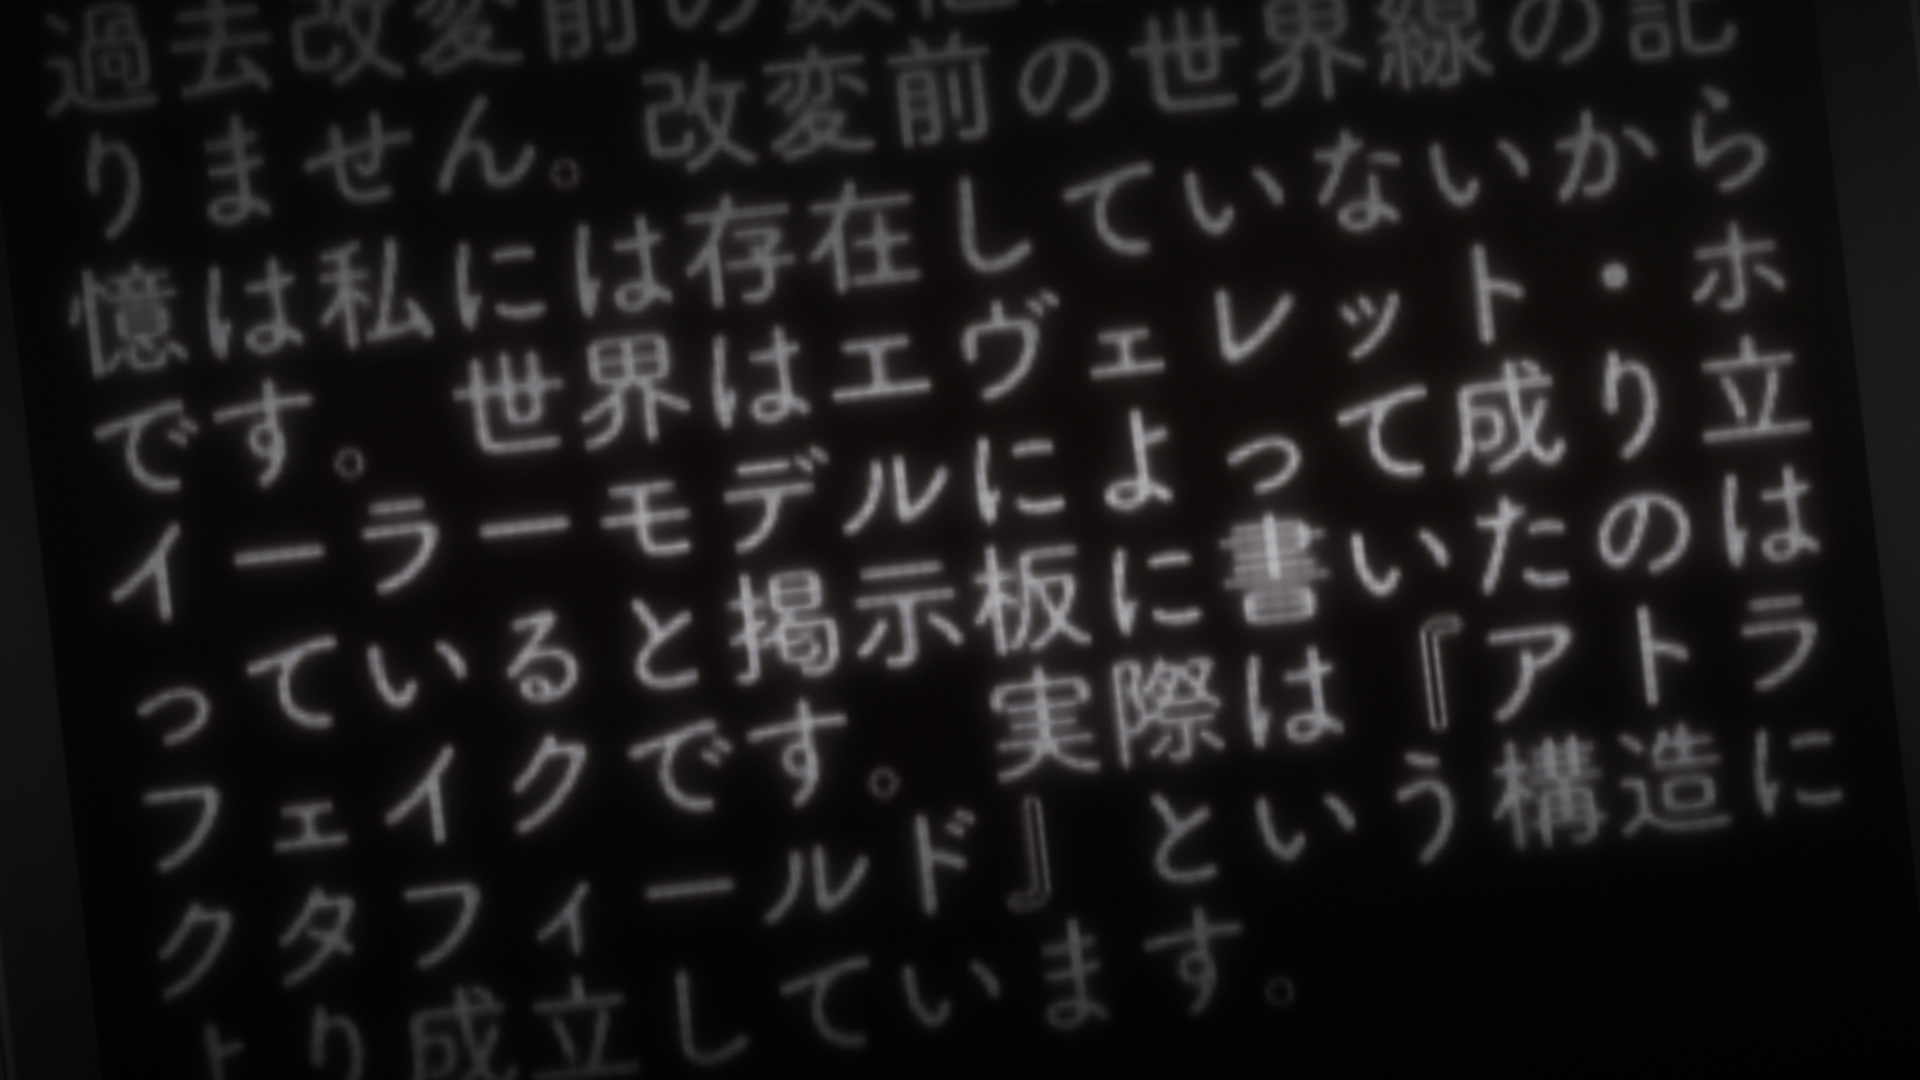 過去改変前の数値
りません。改変前の世界線の記
憶は私には存在していないから
です。世界はエヴェレット・ホ
イーラーモデルによって成り立
っていると掲示板に書いたのは
フェイクです。実際は『アトラ
クタフィールド』という構造に
より成立しています。